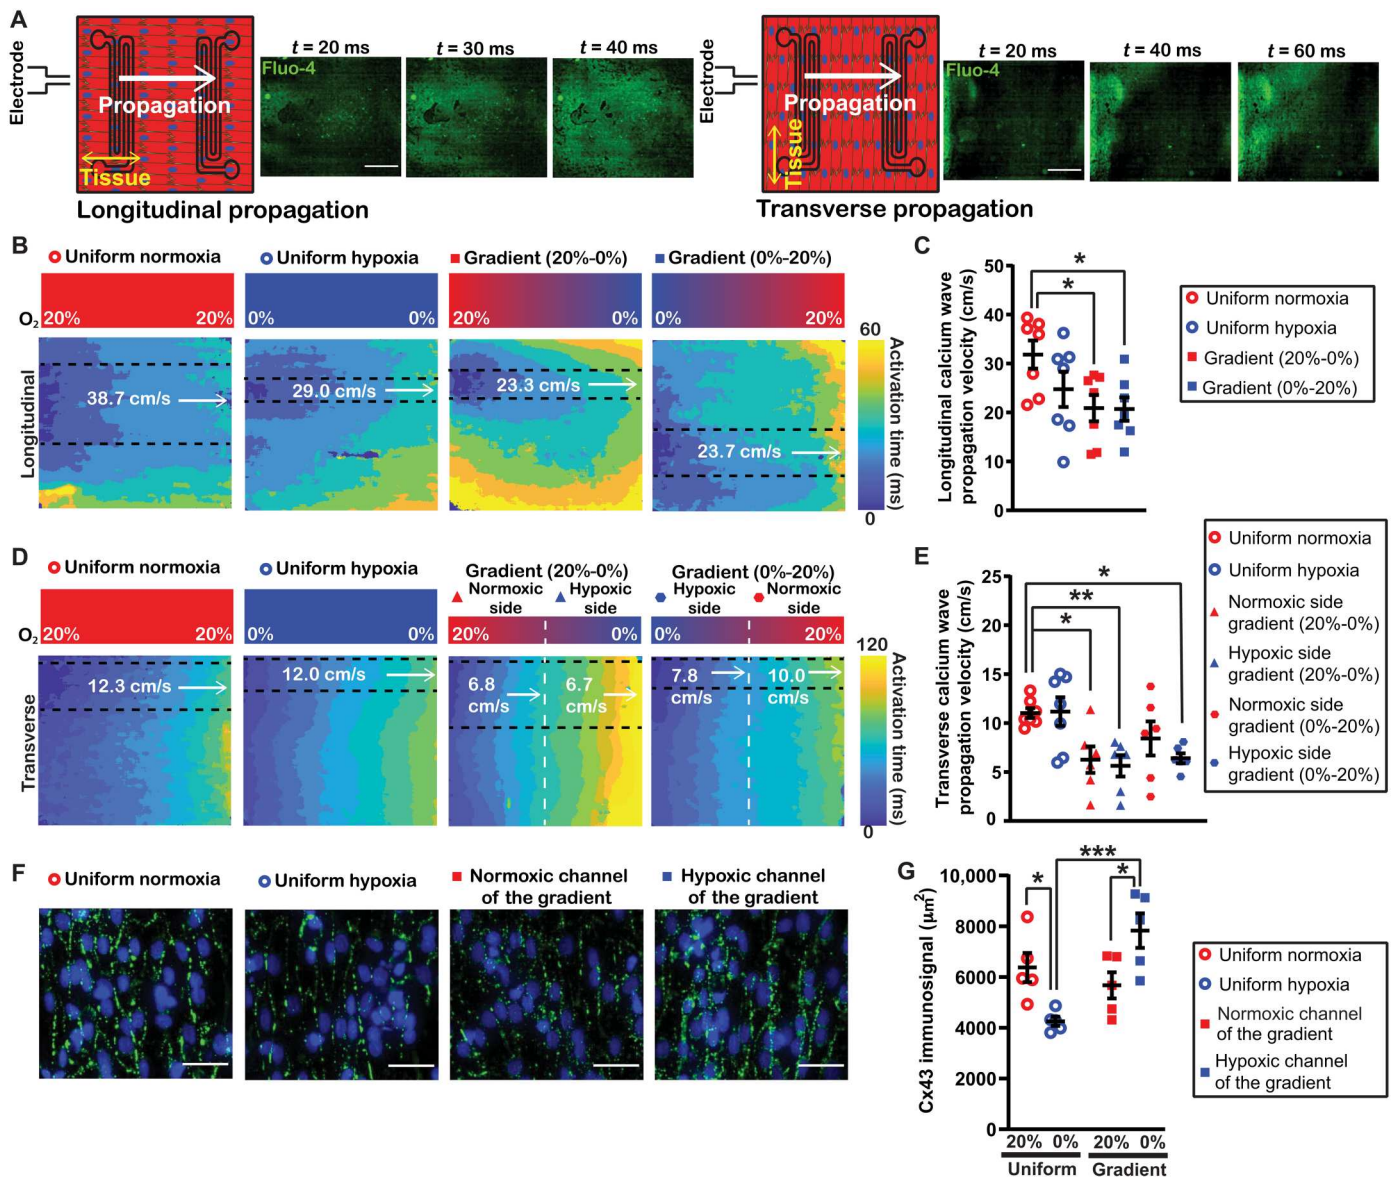 A
Electrode
Propagation
Tissue
Longitudinal propagation
t = 20 ms
t = 30 ms
t = 40 ms
Fluo-4
Electrode
Propagation
Tissue
Transverse propagation
t = 20 ms
t = 40 ms
t = 60 ms
Fluo-4
B
Uniform normoxia
Uniform hypoxia
Gradient (20%-0%)
Gradient (0%-20%)
O2
20% 20%
0% 0%
20% 0%
0% 20%
Longitudinal
38.7 cm/s
29.0 cm/s
23.3 cm/s
23.7 cm/s
60
Activation time (ms)
0
C
Longitudinal calcium wave
propagation velocity (cm/s)
50
40
30
20
10
0
*
*
Uniform normoxia
Uniform hypoxia
Gradient (20%-0%)
Gradient (0%-20%)
D
Uniform normoxia
Uniform hypoxia
Gradient (20%-0%)
Normoxic side
Hypoxic side
Gradient (0%-20%)
Hypoxic side
Normoxic side
O2
20% 20%
0% 0%
20% 0%
0% 20%
Transverse
12.3 cm/s
12.0 cm/s
6.8 cm/s
6.7 cm/s
7.8 cm/s
10.0 cm/s
120
Activation time (ms)
0
E
Transverse calcium wave
propagation velocity (cm/s)
25
20
15
10
5
0
*
**
*
Uniform normoxia
Uniform hypoxia
Normoxic side
gradient (20%-0%)
Hypoxic side
gradient (20%-0%)
Normoxic side
gradient (0%-20%)
Hypoxic side
gradient (0%-20%)
F
Uniform normoxia
Uniform hypoxia
Normoxic channel
of the gradient
Hypoxic channel
of the gradient
G
Cx43 immunosignal (µm²)
10,000
8000
6000
4000
2000
0
*
***
*
20% 0%
20% 0%
Uniform
Gradient
Uniform normoxia
Uniform hypoxia
Normoxic channel
of the gradient
Hypoxic channel
of the gradient